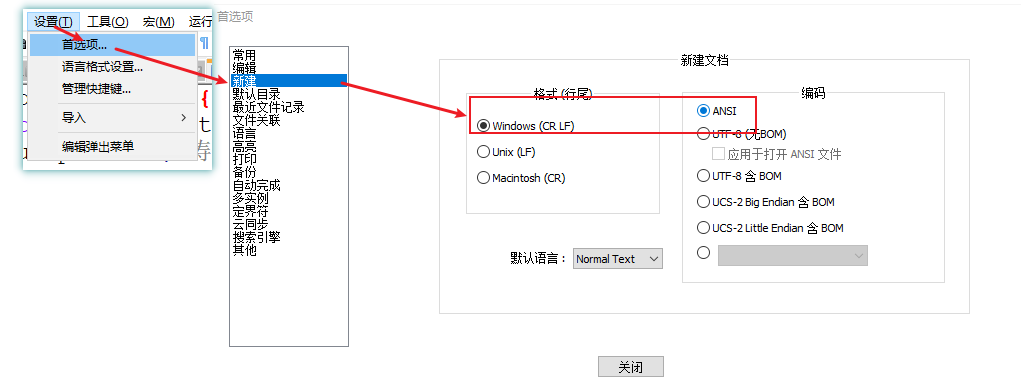 设置(T) 工具(O) 宏(M) 运行
首选项...
语言格式设置...
管理快捷键...
导入
编辑弹出菜单
{
t
寿
首选项
常用
编辑
新建
默认目录
最近文件记录
文件关联
语言
高亮
打印
备份
自动完成
多实例
定界符
云同步
搜索引擎
其他
新建文档
格式 (行尾)
Windows (CR LF)
Unix (LF)
Macintosh (CR)
默认语言： Normal Text
编码
ANSI
UTF-8 (无BOM)
应用于打开 ANSI 文件
UTF-8 含 BOM
UCS-2 Big Endian 含 BOM
UCS-2 Little Endian 含 BOM
关闭